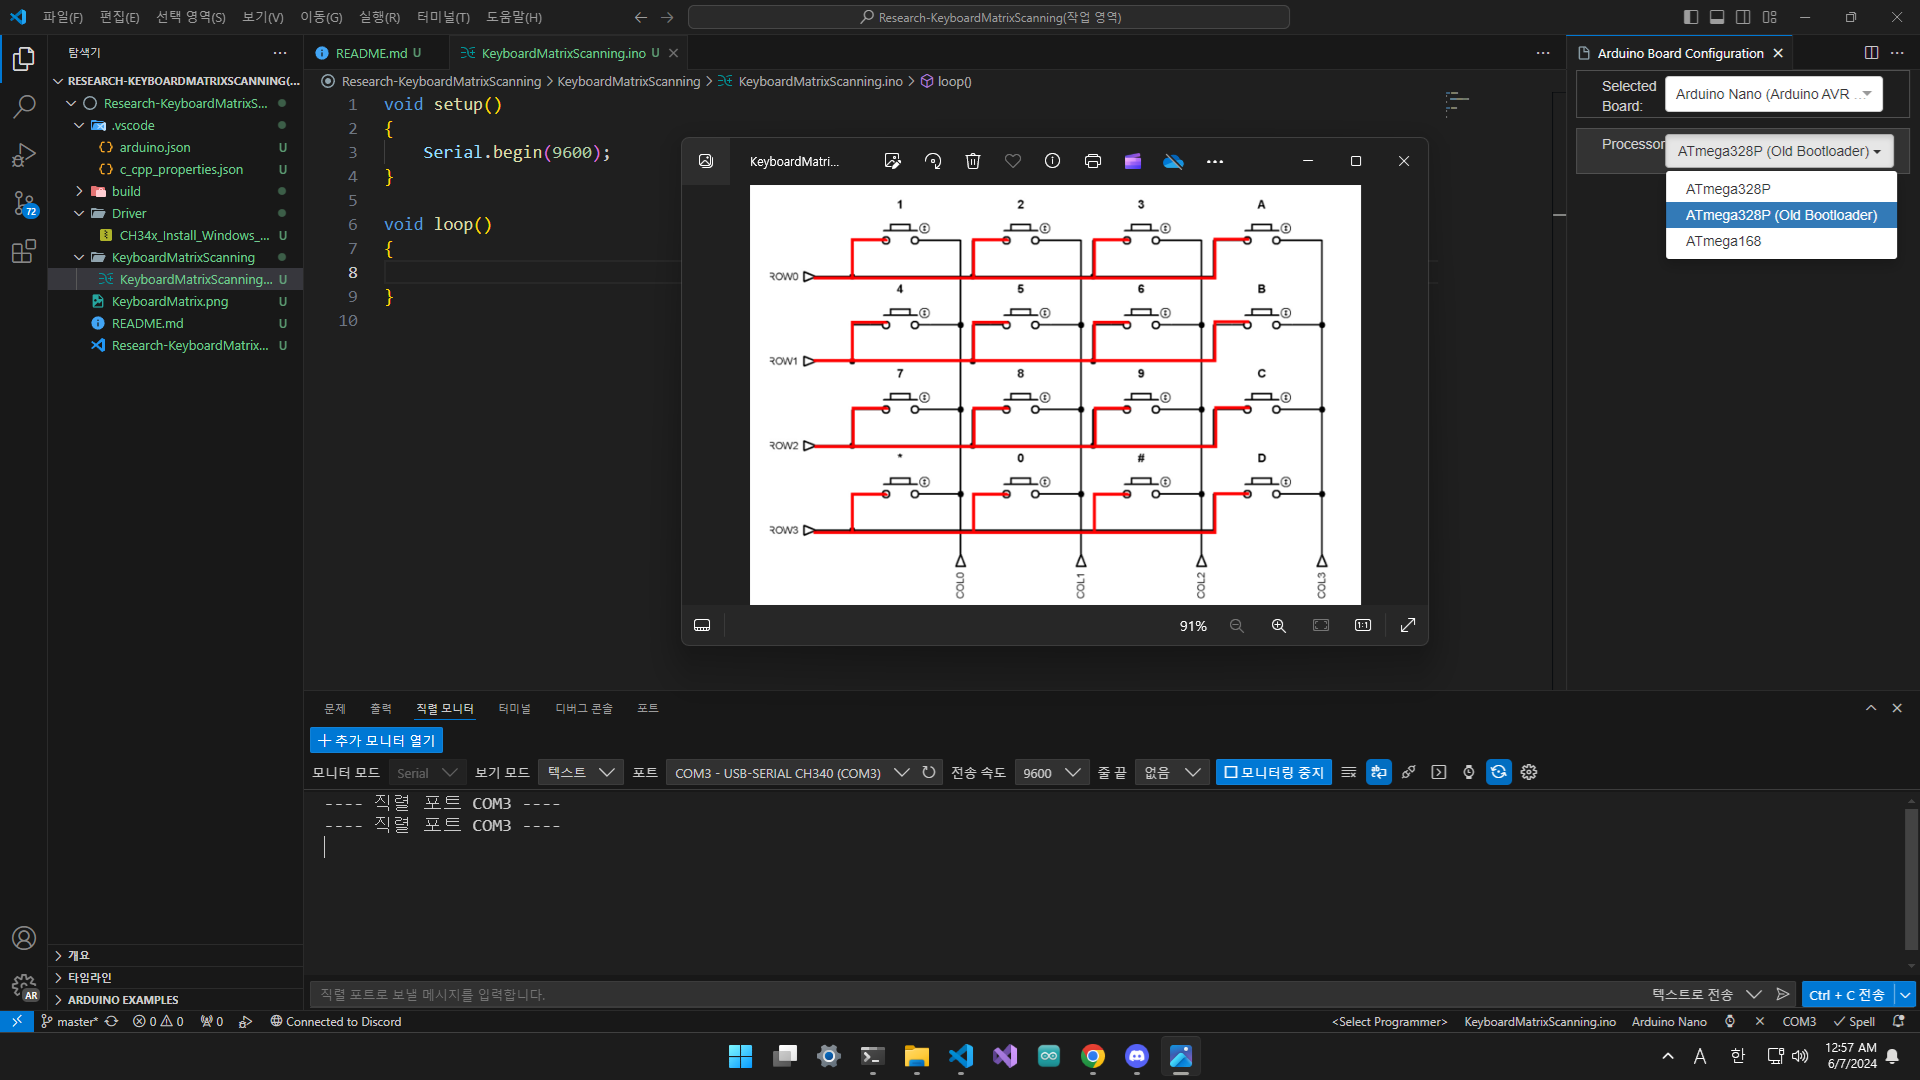 파일(F) 편집(E) 선택 영역(S) 보기(V) 이동(G) 실행(R) 터미널(T) 도움말(H)
Research-KeyboardMatrixScanning(작업 영역)
탐색기
RESEARCH-KEYBOARDMATRIXSCANNING(...
Research-KeyboardMatrixS...
.vscode
arduino.json U
c_cpp_properties.json U
build
Driver
CH34x_Install_Windows_... U
KeyboardMatrixScanning
KeyboardMatrixScanning... U
KeyboardMatrix.png U
README.md U
Research-KeyboardMatrix... U
72
개요
타임라인
ARDUINO EXAMPLES
AR
README.md U
KeyboardMatrixScanning.ino U
Research-KeyboardMatrixScanning > KeyboardMatrixScanning > KeyboardMatrixScanning.ino > loop()
1 void setup()
2 {
3 Serial.begin(9600);
4 }
5
6 void loop()
7 {
8
9 }
10
KeyboardMatri...
1 2 3 A
ROW0
4 5 6 B
ROW1
7 8 9 C
ROW2
* 0 # D
ROW3
COL0 COL1 COL2 COL3
91%
1:1
Arduino Board Configuration
Selected Board: Arduino Nano (Arduino AVR ...
Processor ATmega328P (Old Bootloader)
ATmega328P
ATmega328P (Old Bootloader)
ATmega168
문제 출력 직렬 모니터 터미널 디버그 콘솔 포트
추가 모니터 열기
모니터 모드 Serial 보기 모드 텍스트 포트 COM3 - USB-SERIAL CH340 (COM3) 전송 속도 9600 줄 끝 없음 모니터링 중지
---- 직렬 포트 COM3 ----
---- 직렬 포트 COM3 ----
직렬 포트로 보낼 메시지를 입력합니다.
텍스트로 전송
Ctrl + C 전송
master* 0 0 0 Connected to Discord
<Select Programmer> KeyboardMatrixScanning.ino Arduino Nano COM3 Spell
A 한
12:57 AM
6/7/2024